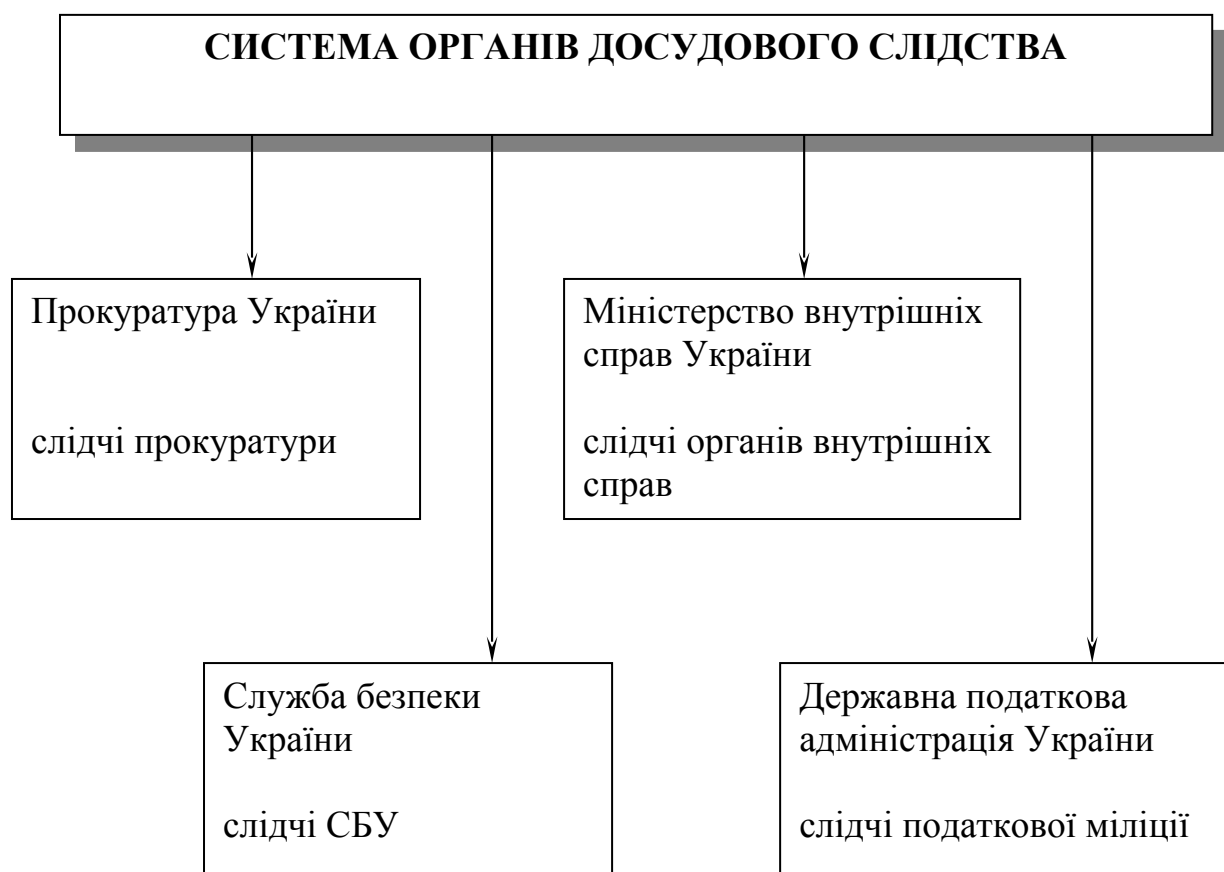 СИСТЕМА ОРГАНІВ ДОСУДОВОГО СЛІДСТВА
Прокуратура України
слідчі прокуратури
Міністерство внутрішніх
справ України
слідчі органів внутрішніх
справ
Служба безпеки
України
слідчі СБУ
Державна податкова
адміністрація України
слідчі податкової міліції